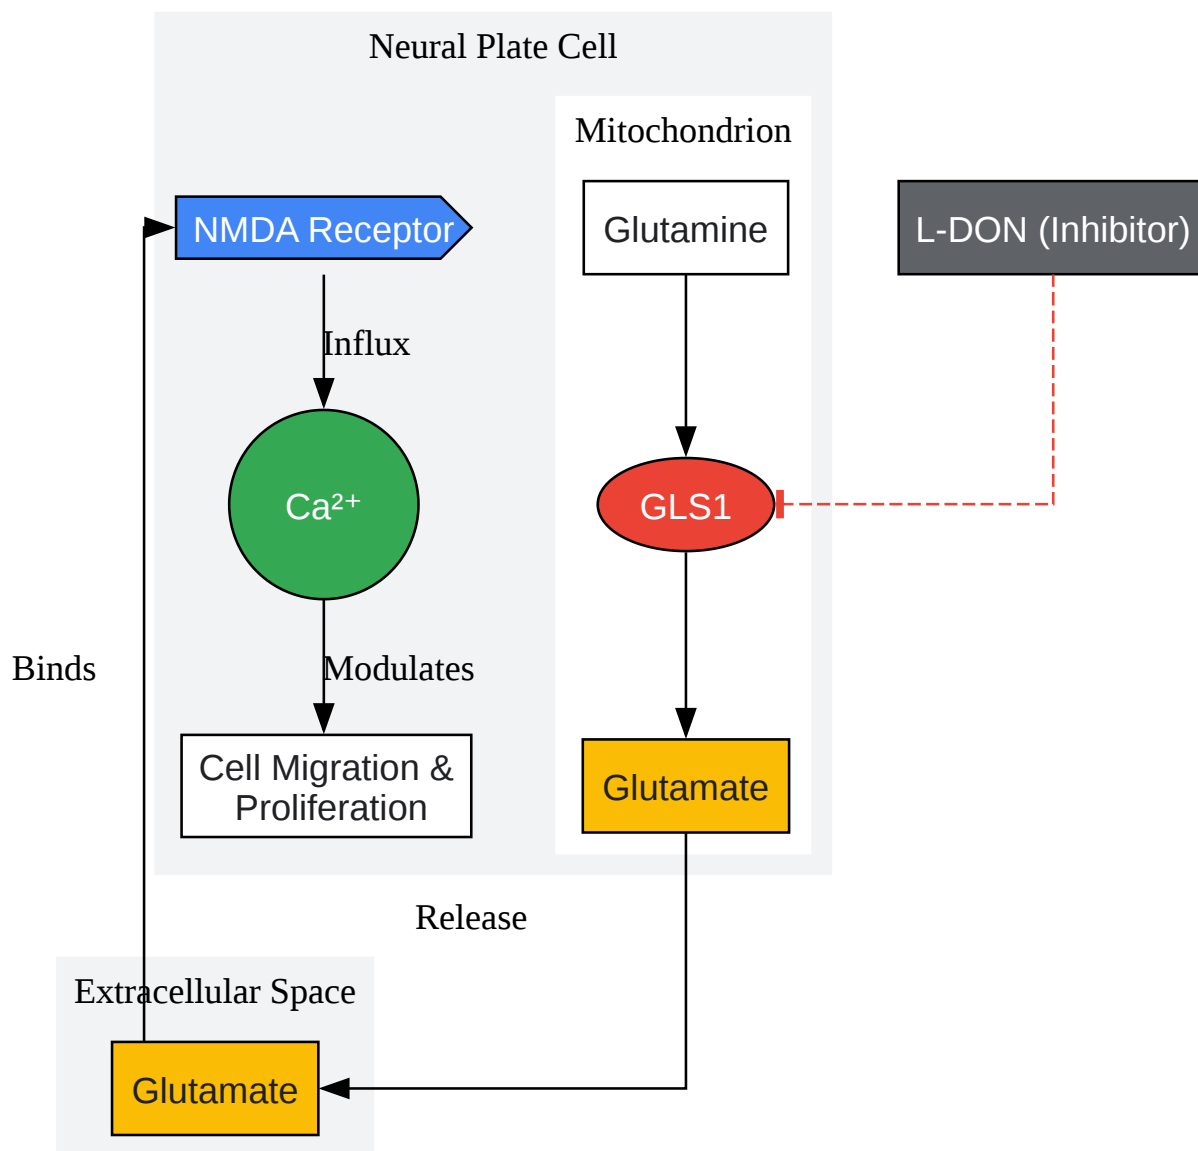 Neural Plate Cell
Mitochondrion
NMDA Receptor
Glutamine
L-DON (Inhibitor)
Influx
Ca²⁺
GLS1
Binds
Modulates
Cell Migration &
Proliferation
Glutamate
Release
Extracellular Space
Glutamate